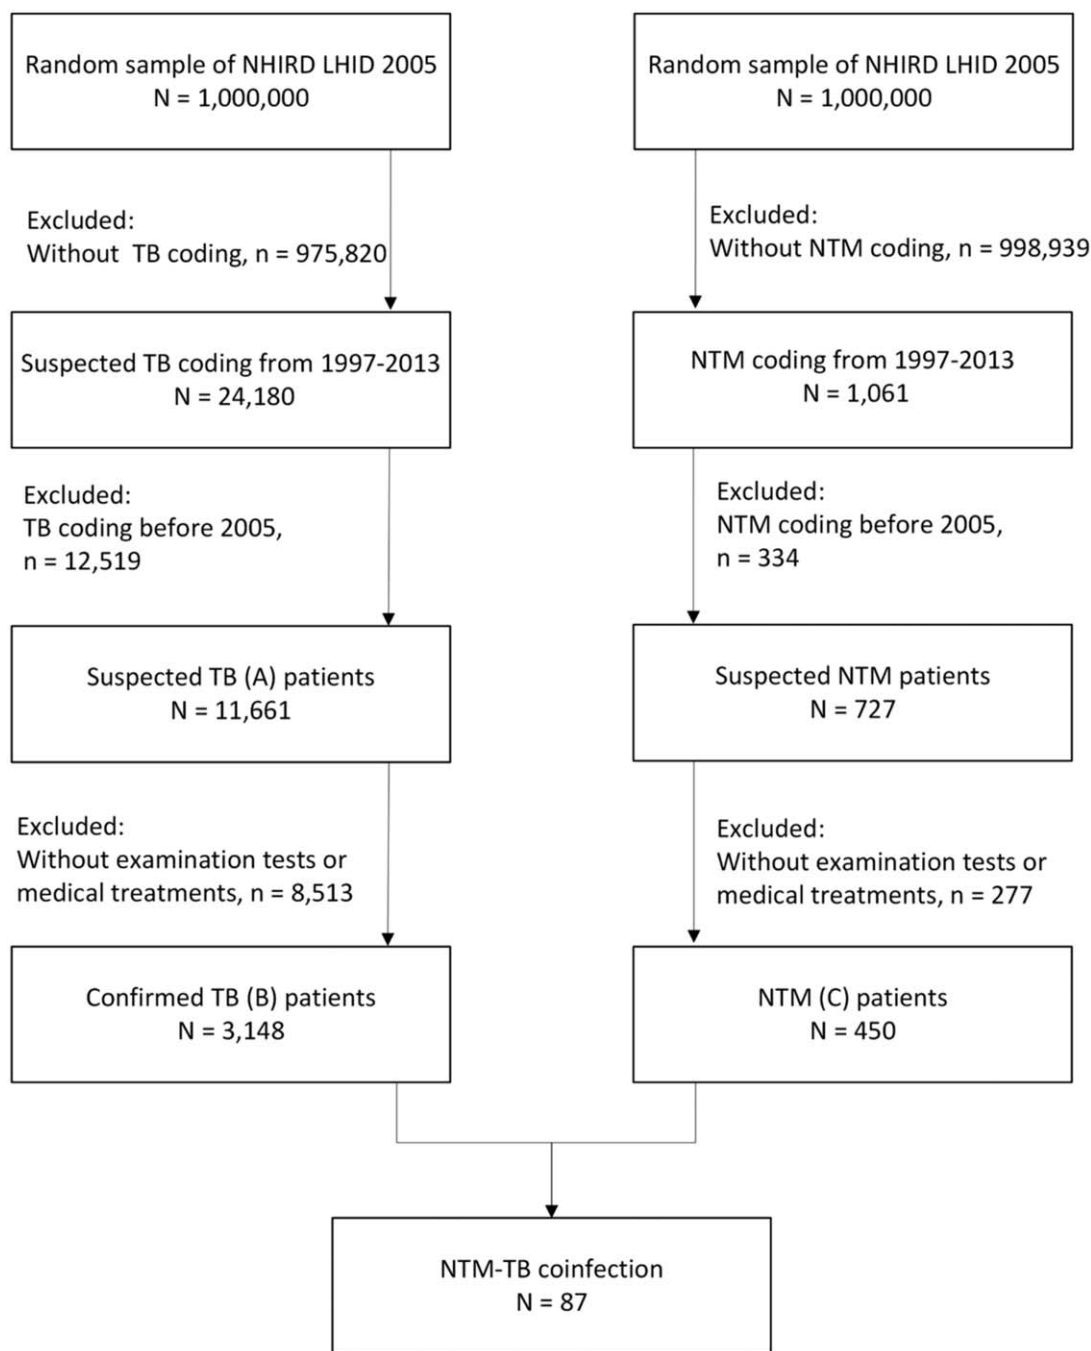 Random sample of NHIRD LHID 2005
N = 1,000,000
Excluded:
Without TB coding, n = 975,820
Suspected TB coding from 1997-2013
N = 24,180
Excluded:
TB coding before 2005,
n = 12,519
Suspected TB (A) patients
N = 11,661
Excluded:
Without examination tests or
medical treatments, n = 8,513
Confirmed TB (B) patients
N = 3,148
Random sample of NHIRD LHID 2005
N = 1,000,000
Excluded:
Without NTM coding, n = 998,939
NTM coding from 1997-2013
N = 1,061
Excluded:
NTM coding before 2005,
n = 334
Suspected NTM patients
N = 727
Excluded:
Without examination tests or
medical treatments, n = 277
NTM (C) patients
N = 450
NTM-TB coinfection
N = 87